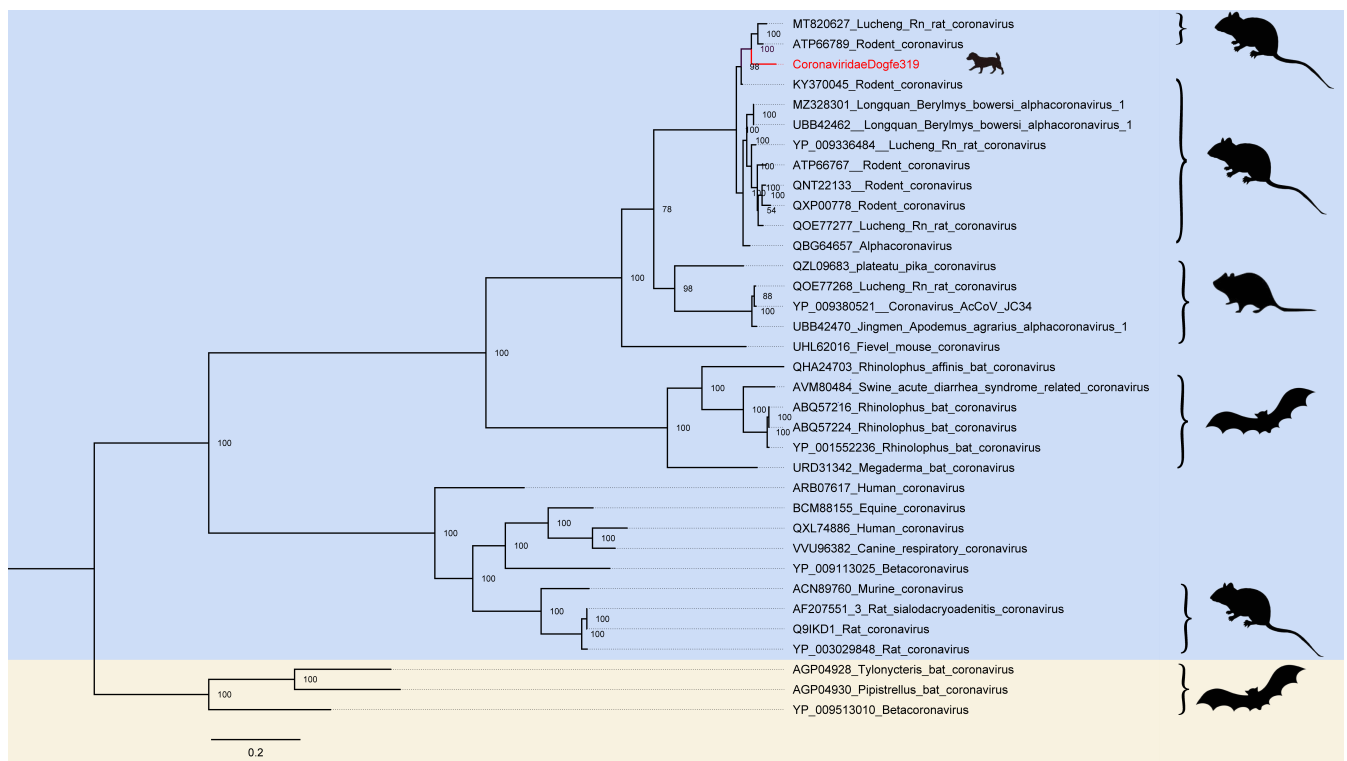 MT820627_Lucheng_Rn_rat_coronavirus
100
ATP66789_Rodent_coronavirus
100
CoronaviridaeDogfe319
98
KY370045_Rodent_coronavirus
MZ328301_Longquan_Berylmys_bowersi_alphacoronavirus_1
100
UBB42462__Longquan_Berylmys_bowersi_alphacoronavirus_1
100
100
YP_009336484__Lucheng_Rn_rat_coronavirus
ATP66767__Rodent_coronavirus
100
QNT22133__Rodent_coronavirus
100
100
100
QXP00778_Rodent_coronavirus
54
QOE77277_Lucheng_Rn_rat_coronavirus
78
QBG64657_Alphacoronavirus
QZL09683_plateatu_pika_coronavirus
100
QOE77268_Lucheng_Rn_rat_coronavirus
98
88
YP_009380521__Coronavirus_AcCoV_JC34
100
UBB42470_Jingmen_Apodemus_agrarius_alphacoronavirus_1
UHL62016_Fievel_mouse_coronavirus
100
QHA24703_Rhinolophus_affinis_bat_coronavirus
100
AVM80484_Swine_acute_diarrhea_syndrome_related_coronavirus
ABQ57216_Rhinolophus_bat_coronavirus
100
100
ABQ57224_Rhinolophus_bat_coronavirus
100
100
YP_001552236_Rhinolophus_bat_coronavirus
100
URD31342_Megaderma_bat_coronavirus
ARB07617_Human_coronavirus
BCM88155_Equine_coronavirus
100
QXL74886_Human_coronavirus
100
100
100
VVU96382_Canine_respiratory_coronavirus
YP_009113025_Betacoronavirus
100
ACN89760_Murine_coronavirus
100
AF207551_3_Rat_sialodacryoadenitis_coronavirus
100
Q9IKD1_Rat_coronavirus
100
YP_003029848_Rat_coronavirus
AGP04928_Tylonycteris_bat_coronavirus
100
AGP04930_Pipistrellus_bat_coronavirus
100
YP_009513010_Betacoronavirus
0.2